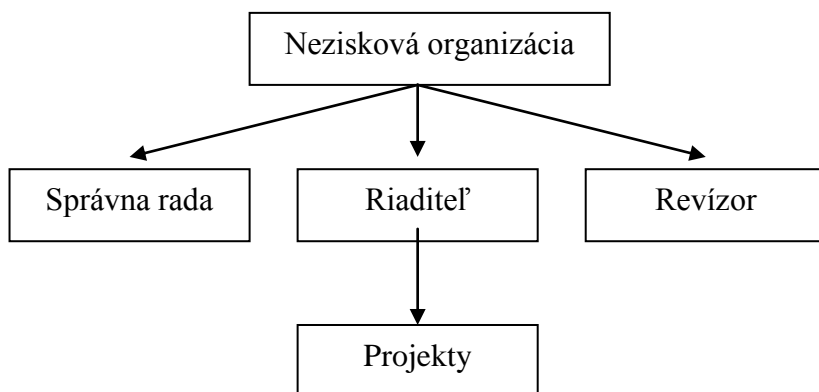 Nezisková organizácia
Správna rada
Riaditeľ
Revízor
Projekty